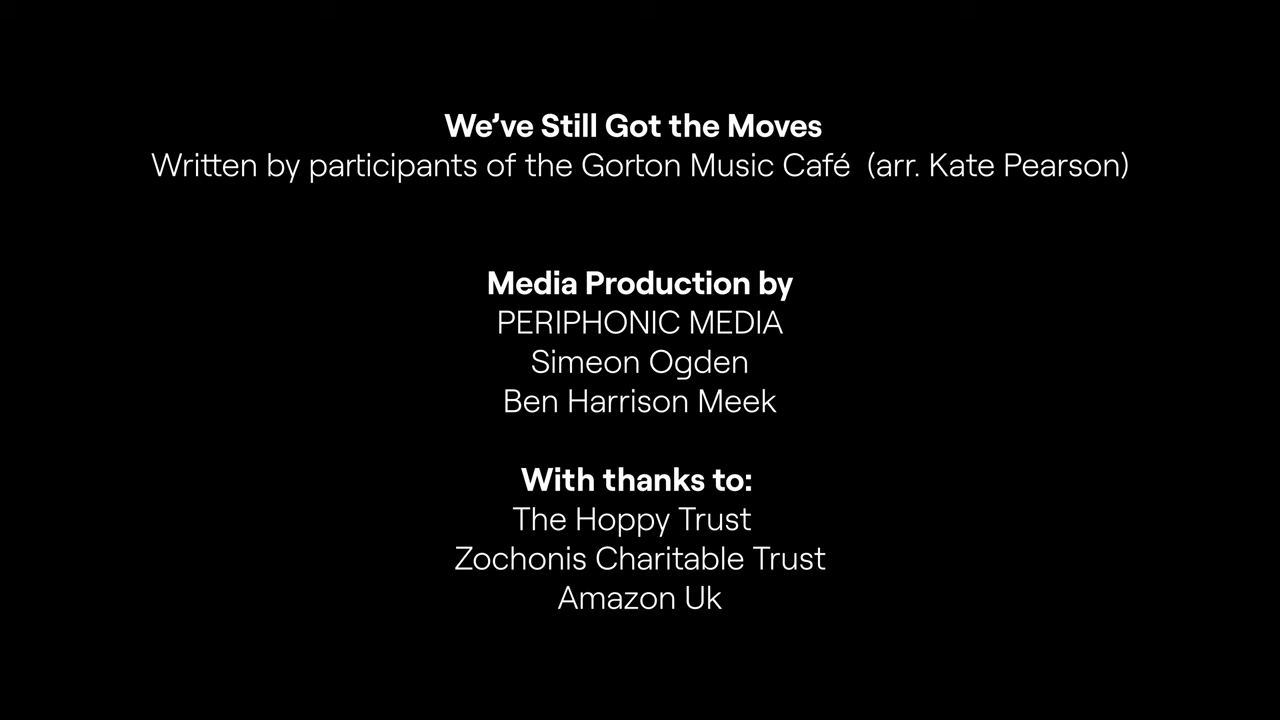 We’ve Still Got the Moves
Written by participants of the Gorton Music Café (arr. Kate Pearson)
Media Production by
PERIPHONIC MEDIA
Simeon Ogden
Ben Harrison Meek
With thanks to:
The Hoppy Trust
Zochonis Charitable Trust
Amazon Uk